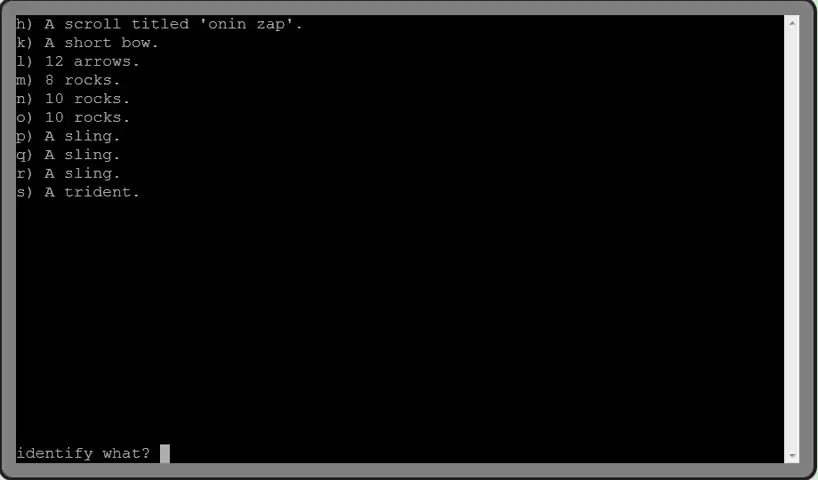 h) A scroll titled 'onin zap'.
k) A short bow.
l) 12 arrows.
m) 8 rocks.
n) 10 rocks.
o) 10 rocks.
p) A sling.
q) A sling.
r) A sling.
s) A trident.
identify what?